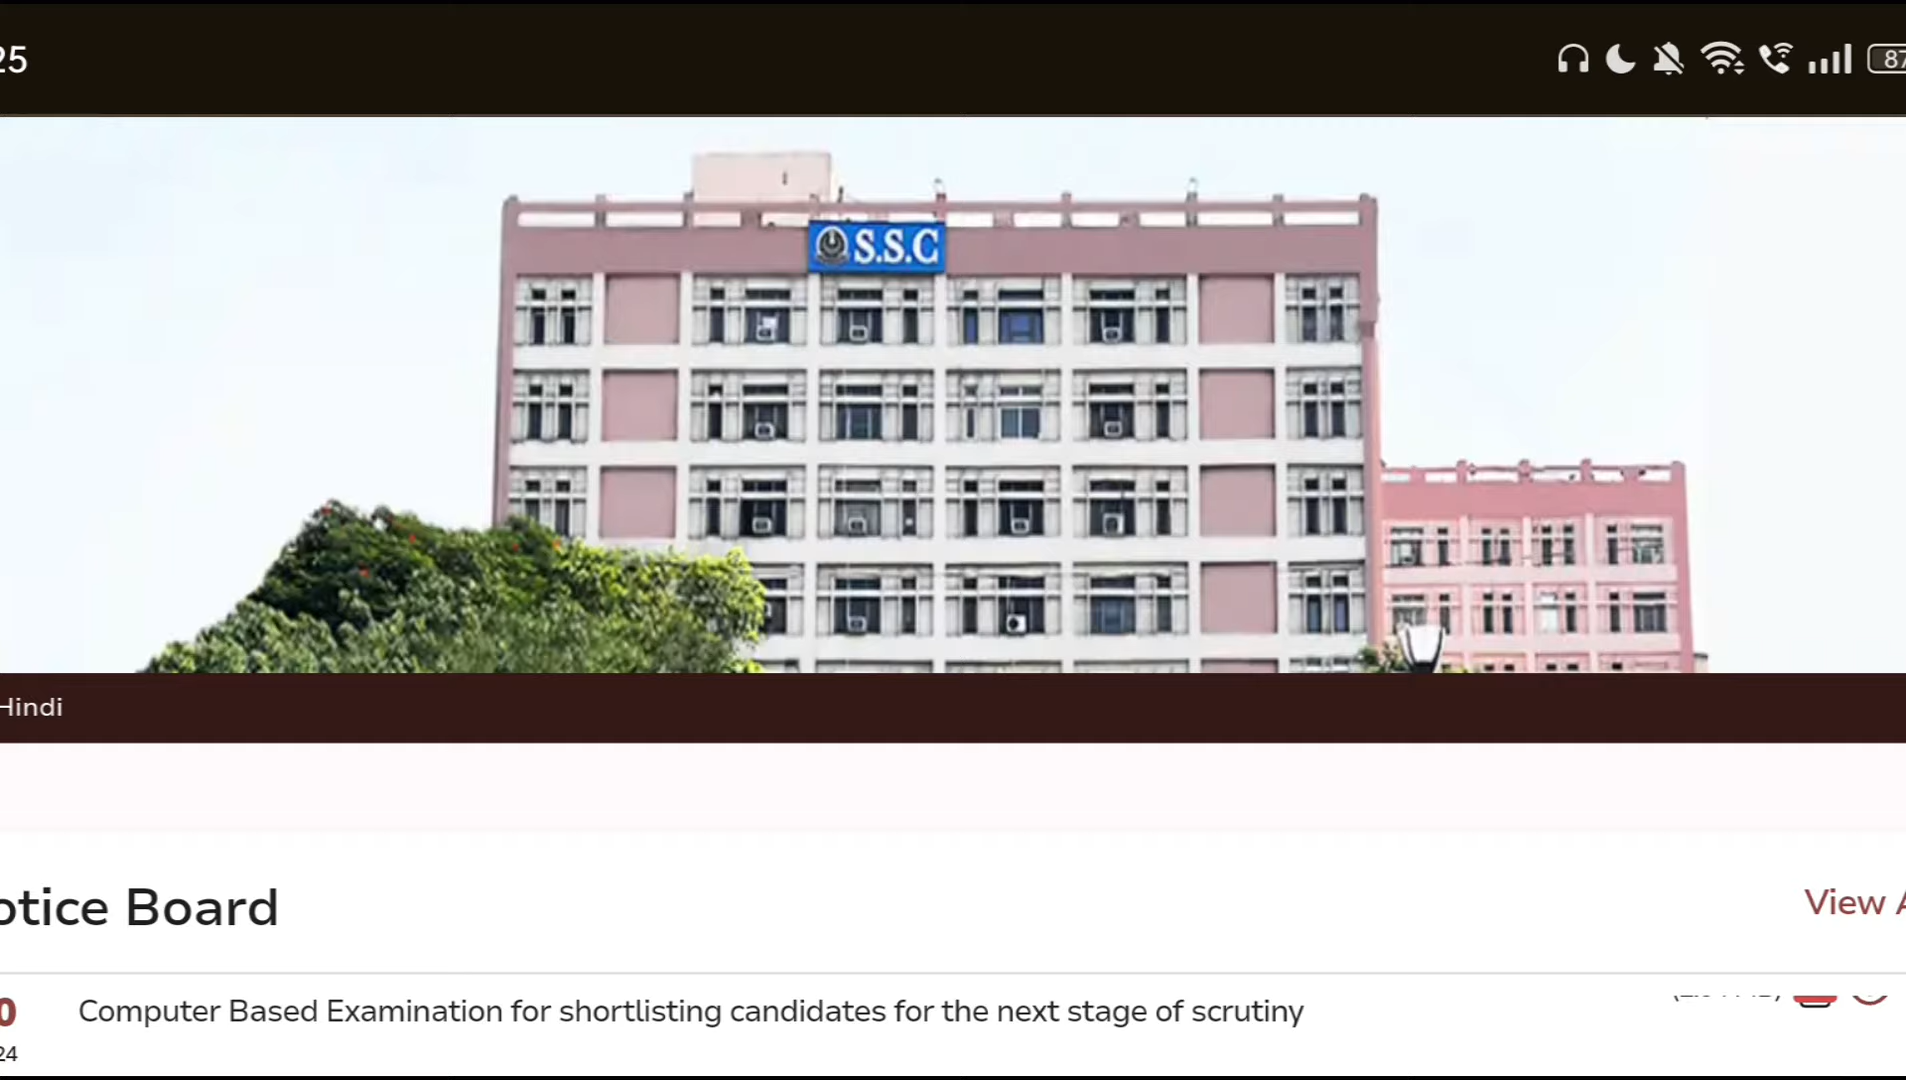 25
87
S.S.C
Hindi
otice Board
View A
0
Computer Based Examination for shortlisting candidates for the next stage of scrutiny
24